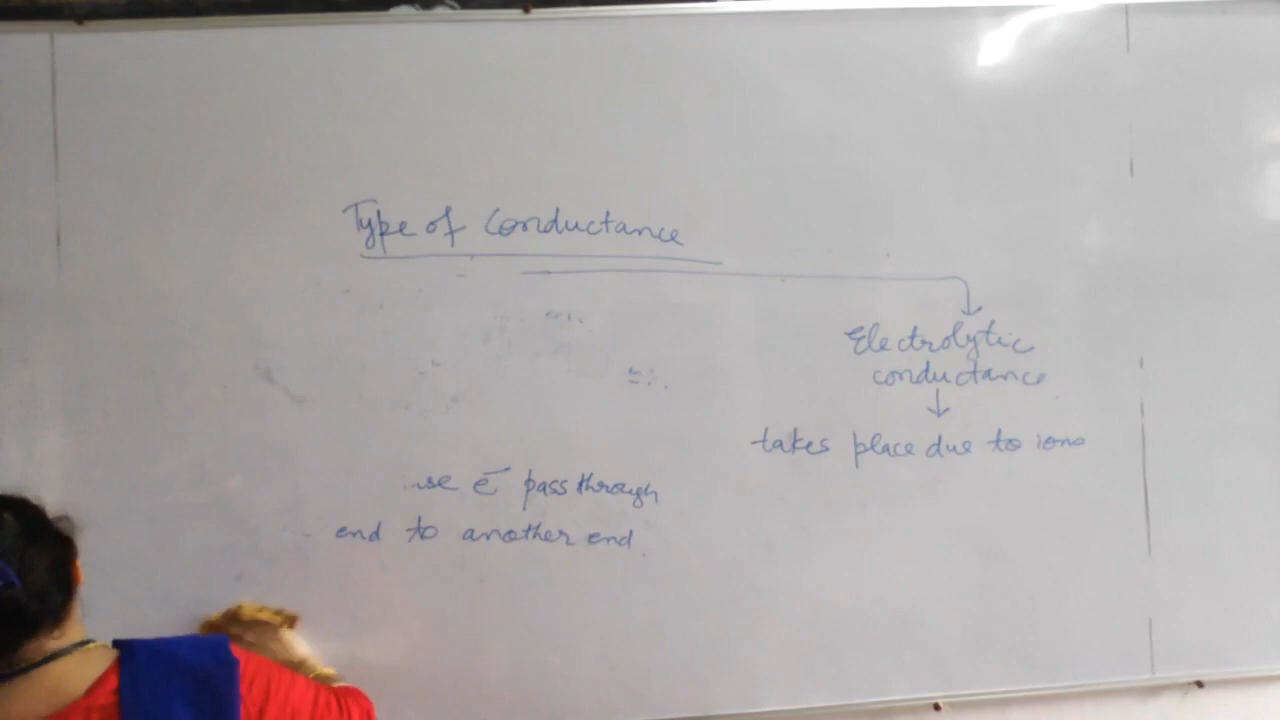 Type of Conductance
Electrolytic
conductance
takes place due to ions
e⁻ pass through
end to another end.